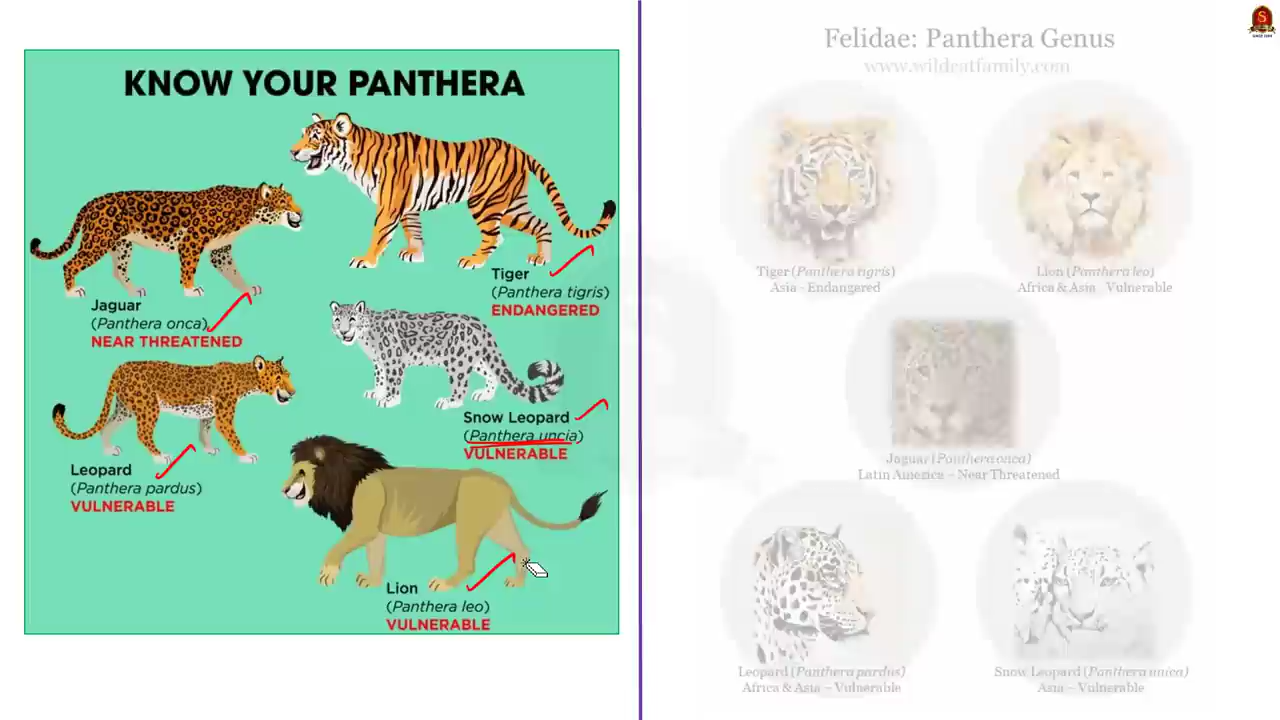 KNOW YOUR PANTHERA
Tiger
(Panthera tigris)
ENDANGERED
Jaguar
(Panthera onca)
NEAR THREATENED
Snow Leopard
(Panthera uncia)
VULNERABLE
Leopard
(Panthera pardus)
VULNERABLE
Lion
(Panthera leo)
VULNERABLE
Felidae: Panthera Genus
www.wildcatfamily.com
Tiger (Panthera tigris)
Asia - Endangered
Lion (Panthera leo)
Africa & Asia - Vulnerable
Jaguar (Panthera onca)
Latin America – Near Threatened
Leopard (Panthera pardus)
Africa & Asia – Vulnerable
Snow Leopard (Panthera unica)
Asia – Vulnerable